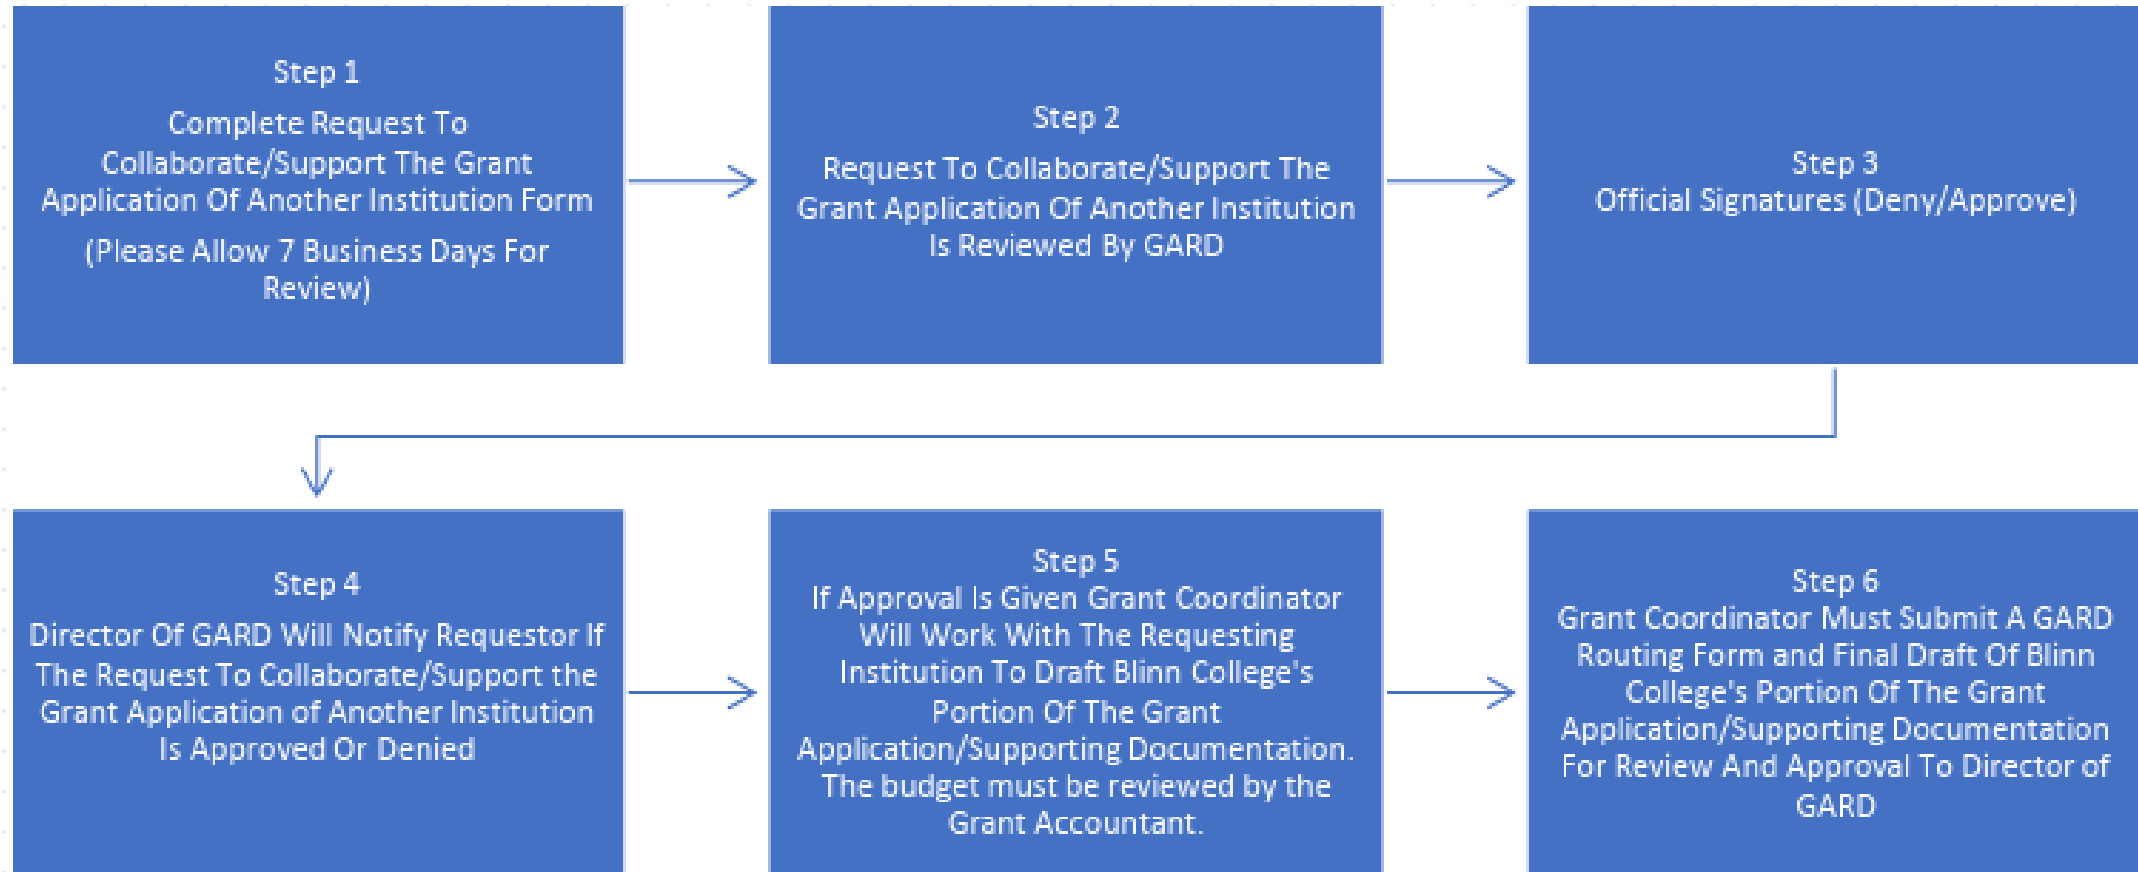 Step 1
Complete Request To
Collaborate/Support The Grant
Application Of Another Institution Form
(Please Allow 7 Business Days For
Review)
Step 2
Request To Collaborate/Support The
Grant Application Of Another Institution
Is Reviewed By GARD
Step 3
Official Signatures (Deny/Approve)
Step 4
Director Of GARD Will Notify Requestor If
The Request To Collaborate/Support the
Grant Application of Another Institution
Is Approved Or Denied
Step 5
If Approval Is Given Grant Coordinator
Will Work With The Requesting
Institution To Draft Blinn College's
Portion Of The Grant
Application/Supporting Documentation.
The budget must be reviewed by the
Grant Accountant.
Step 6
Grant Coordinator Must Submit A GARD
Routing Form and Final Draft Of Blinn
College's Portion Of The Grant
Application/Supporting Documentation
For Review And Approval To Director of
GARD